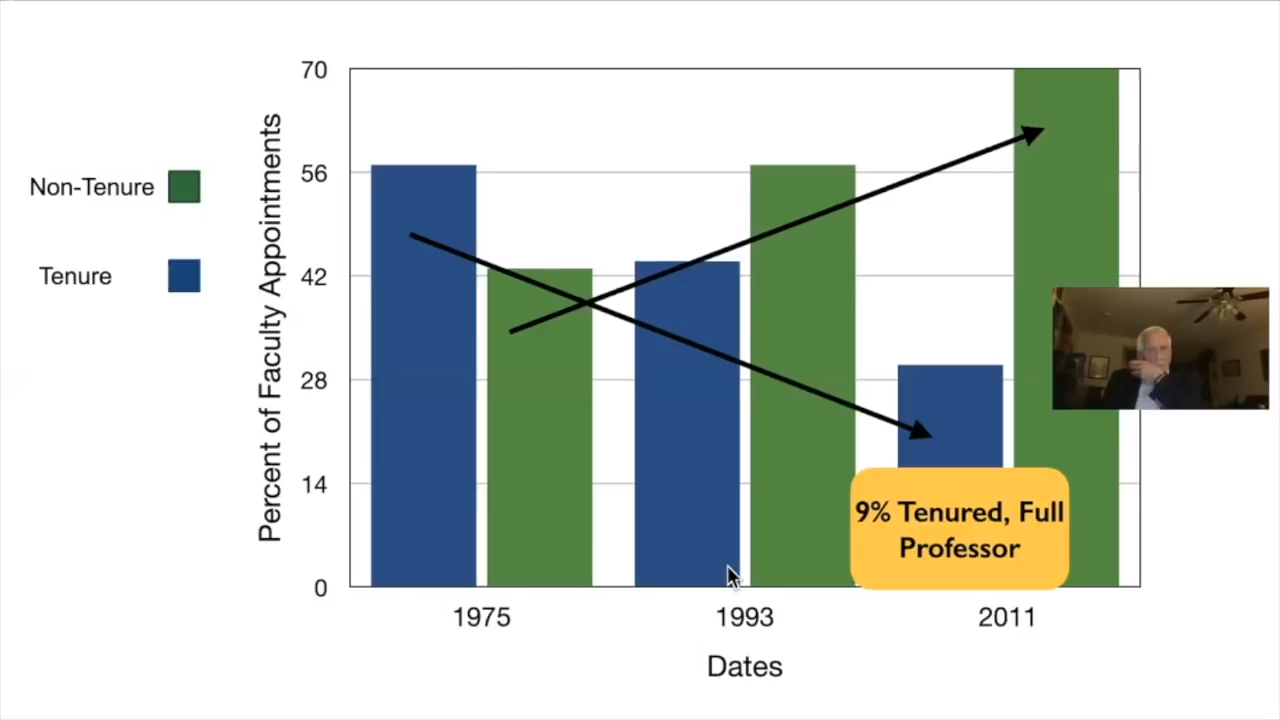 Non-Tenure
Tenure
Percent of Faculty Appointments
70
56
42
28
14
0
9% Tenured, Full
Professor
1975
1993
2011
Dates